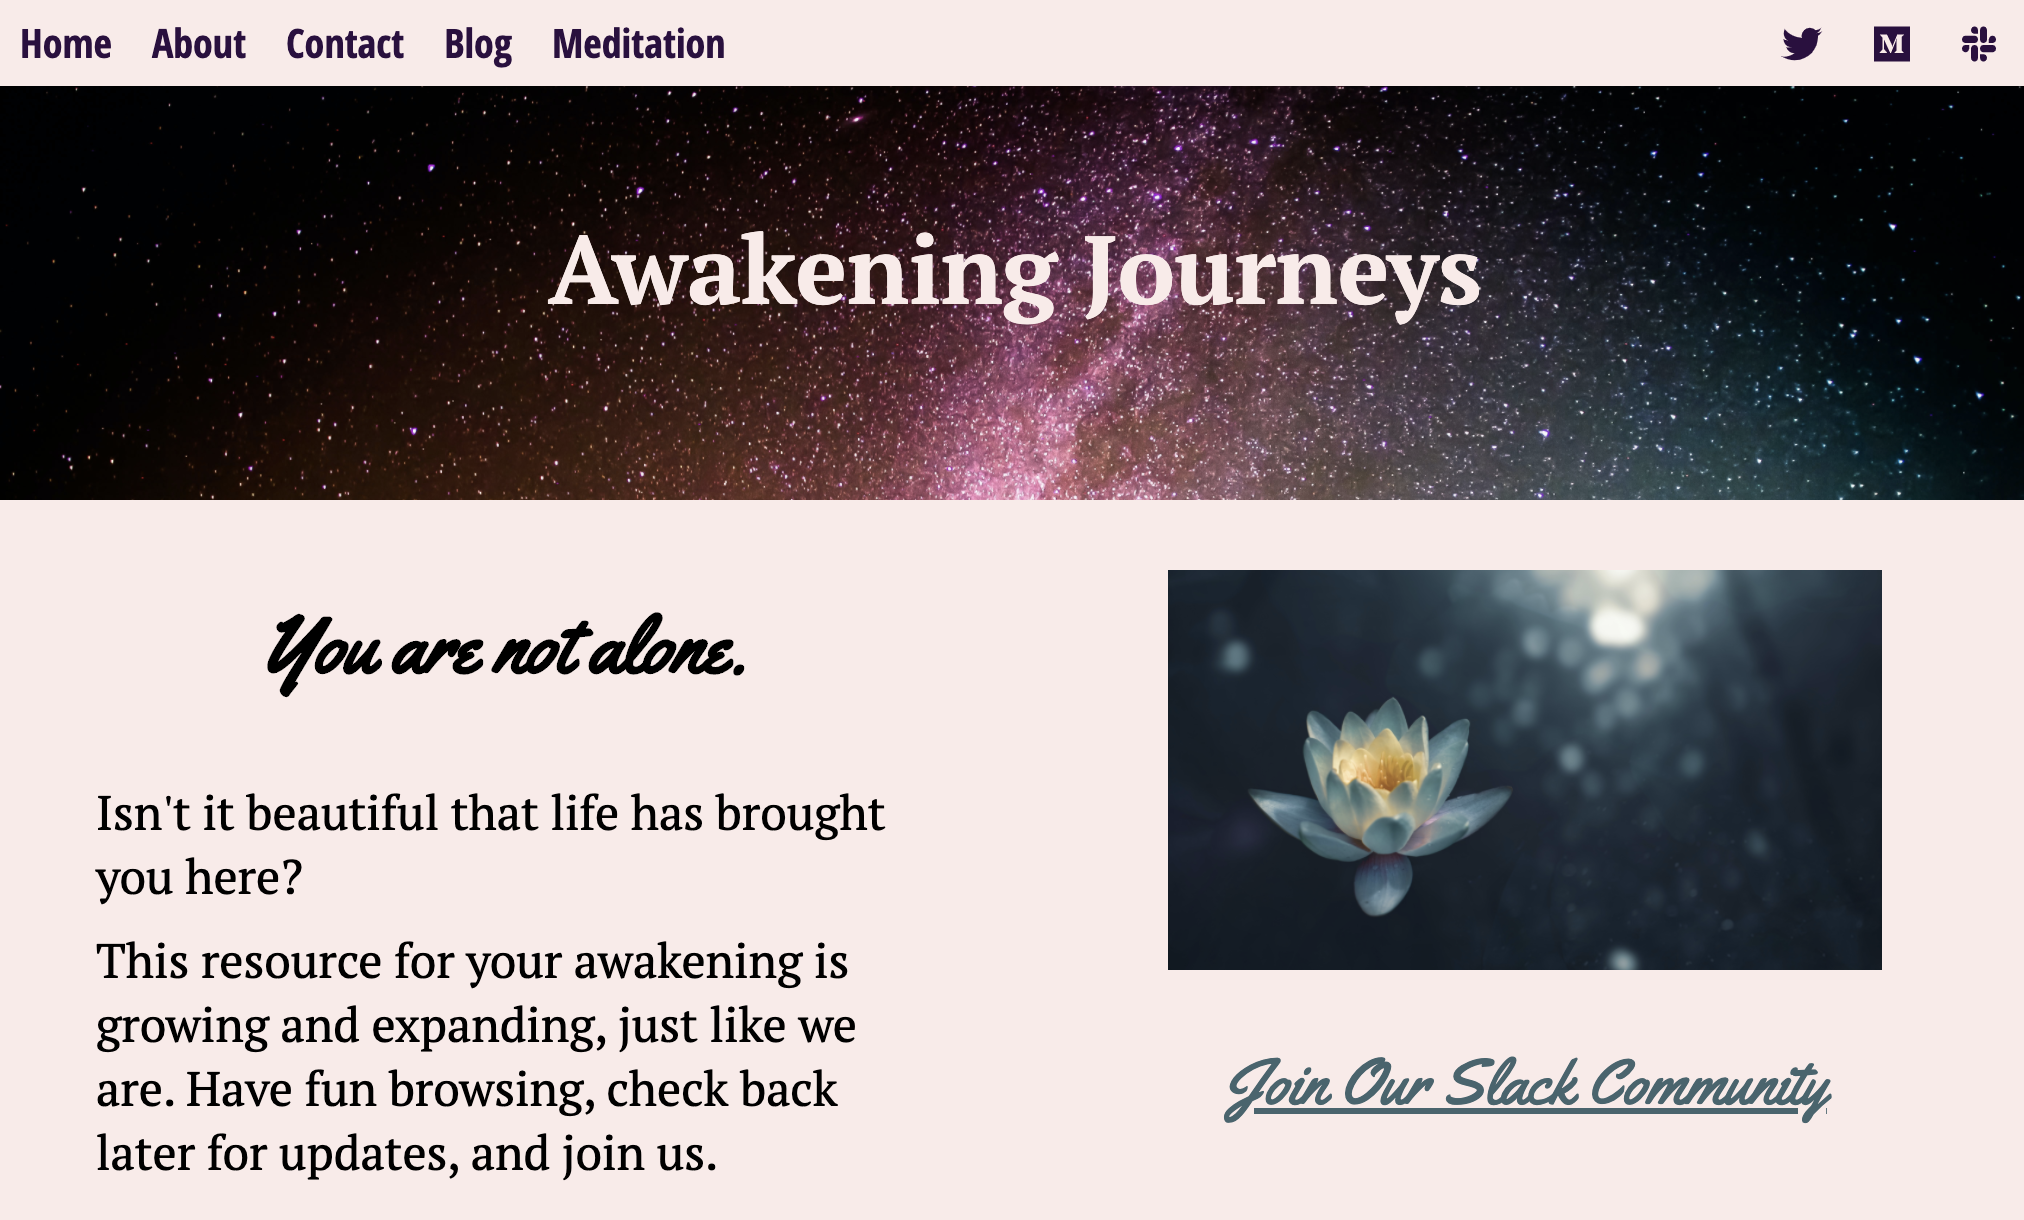 Home About Contact Blog Meditation
M
Awakening Journeys
You are not alone.
Isn't it beautiful that life has brought
you here?
This resource for your awakening is
growing and expanding, just like we
are. Have fun browsing, check back
later for updates, and join us.
Join Our Slack Community